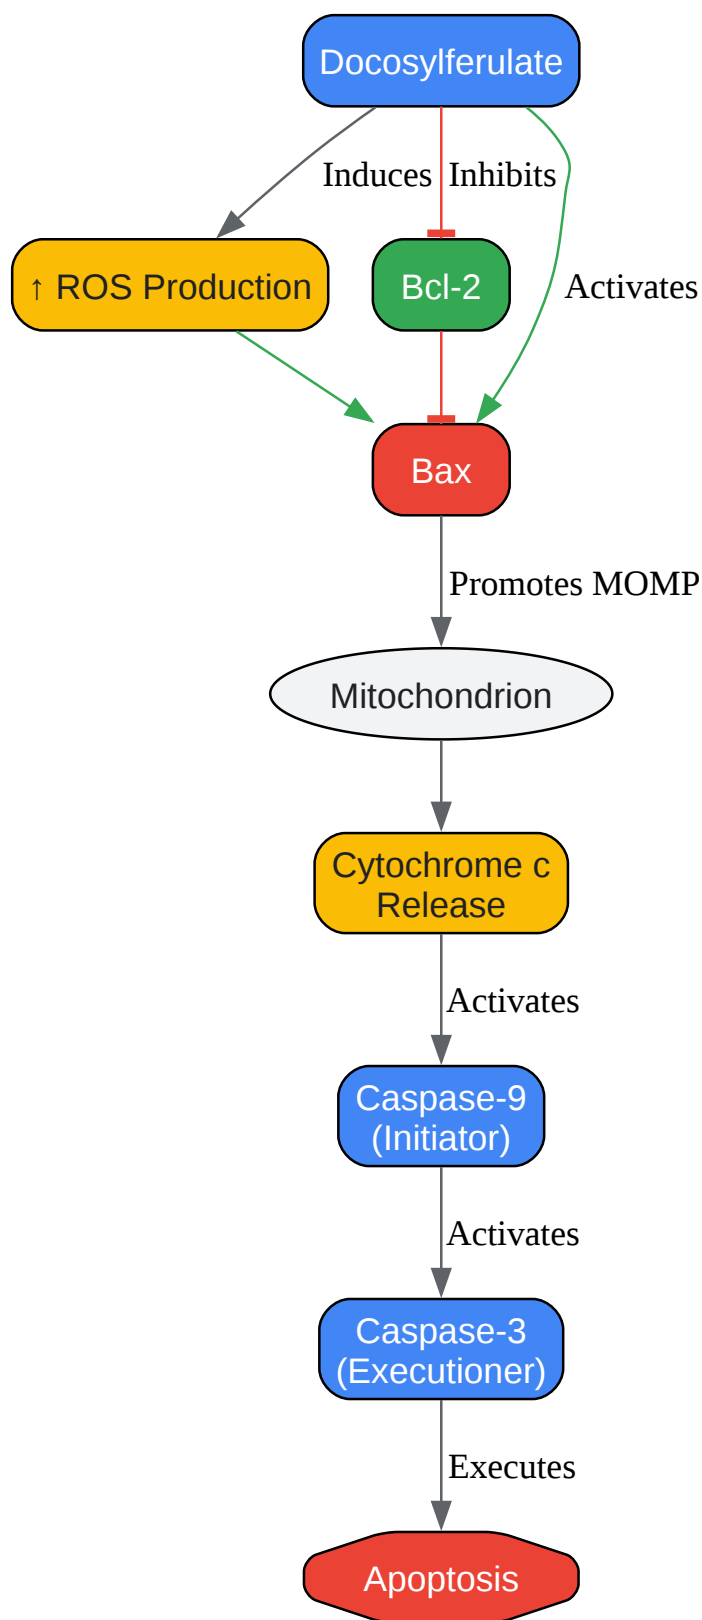 Docosylferulate
Induces
Inhibits
↑ ROS Production
Bcl-2
Activates
Bax
Promotes MOMP
Mitochondrion
Cytochrome c
Release
Activates
Caspase-9
(Initiator)
Activates
Caspase-3
(Executioner)
Executes
Apoptosis